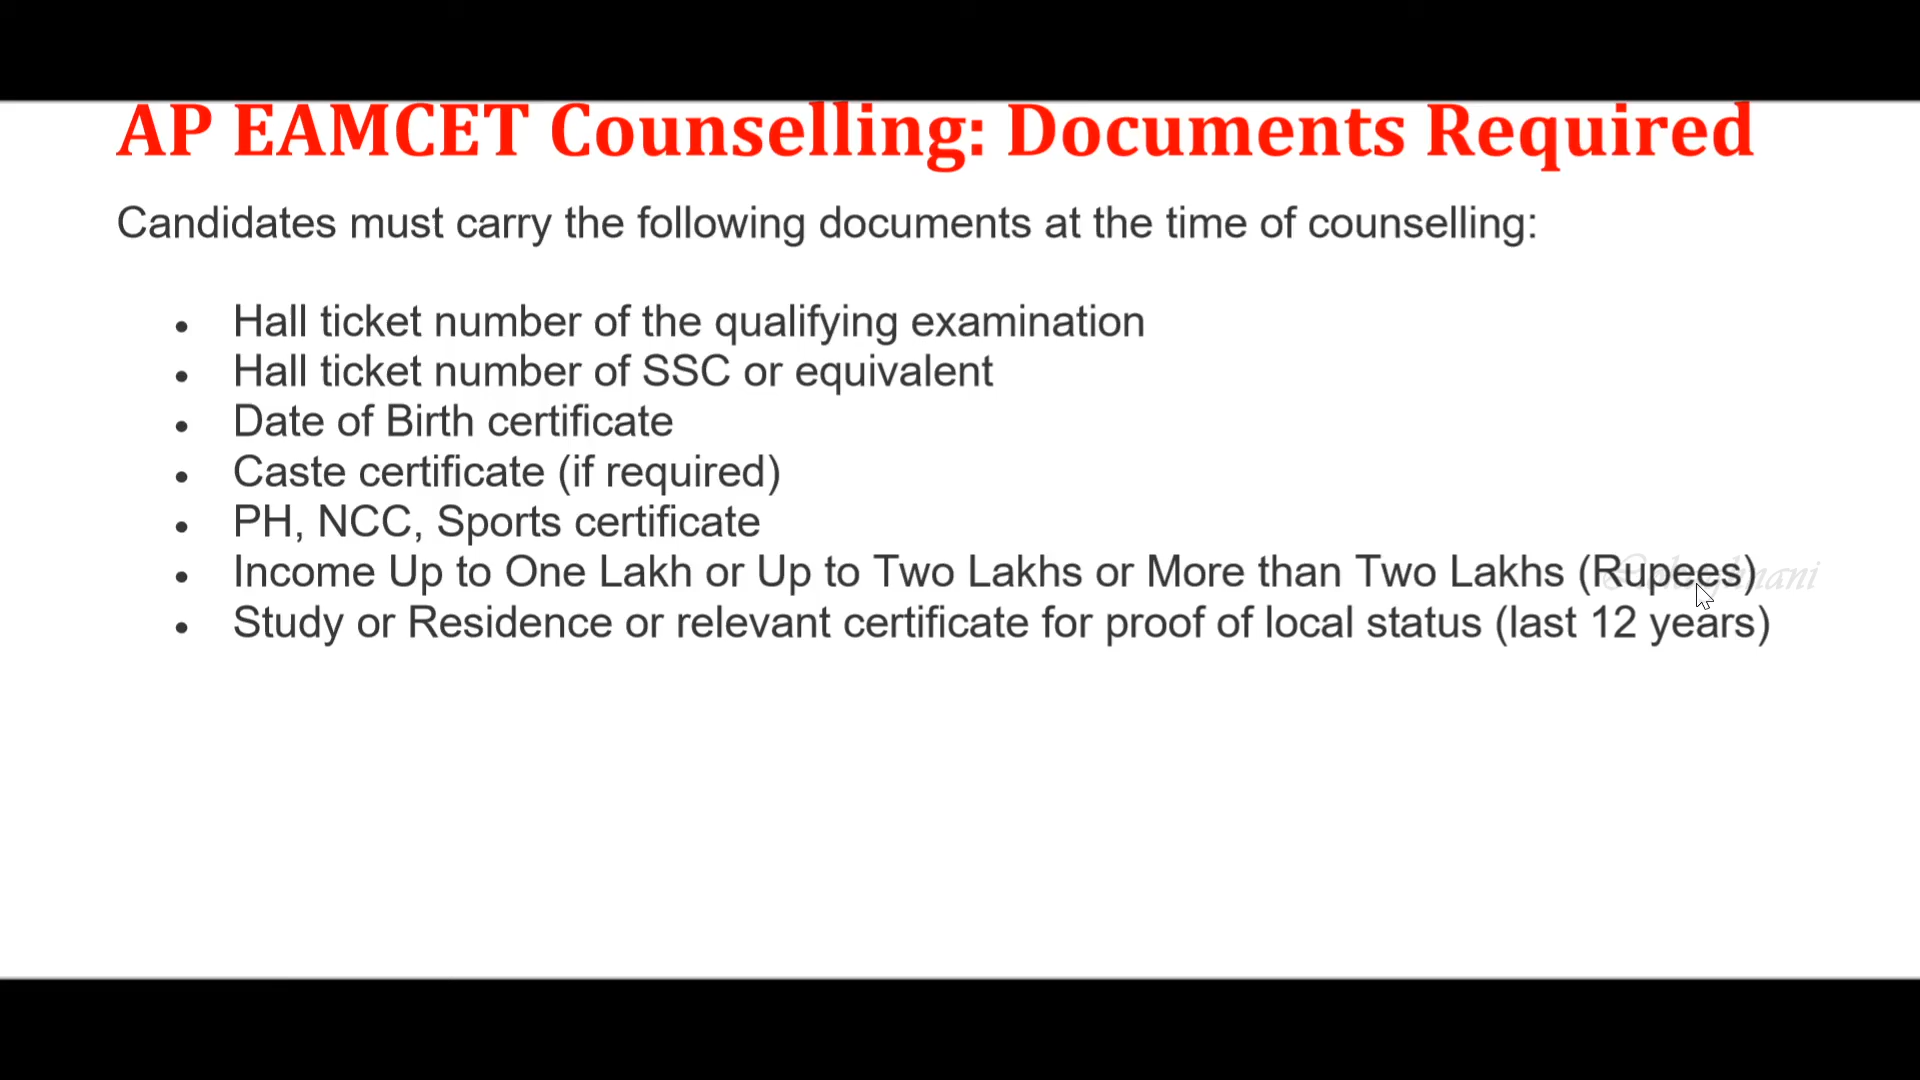 AP EAMCET Counselling: Documents Required
Candidates must carry the following documents at the time of counselling:
• Hall ticket number of the qualifying examination
• Hall ticket number of SSC or equivalent
• Date of Birth certificate
• Caste certificate (if required)
• PH, NCC, Sports certificate
• Income Up to One Lakh or Up to Two Lakhs or More than Two Lakhs (Rupees)
• Study or Residence or relevant certificate for proof of local status (last 12 years)